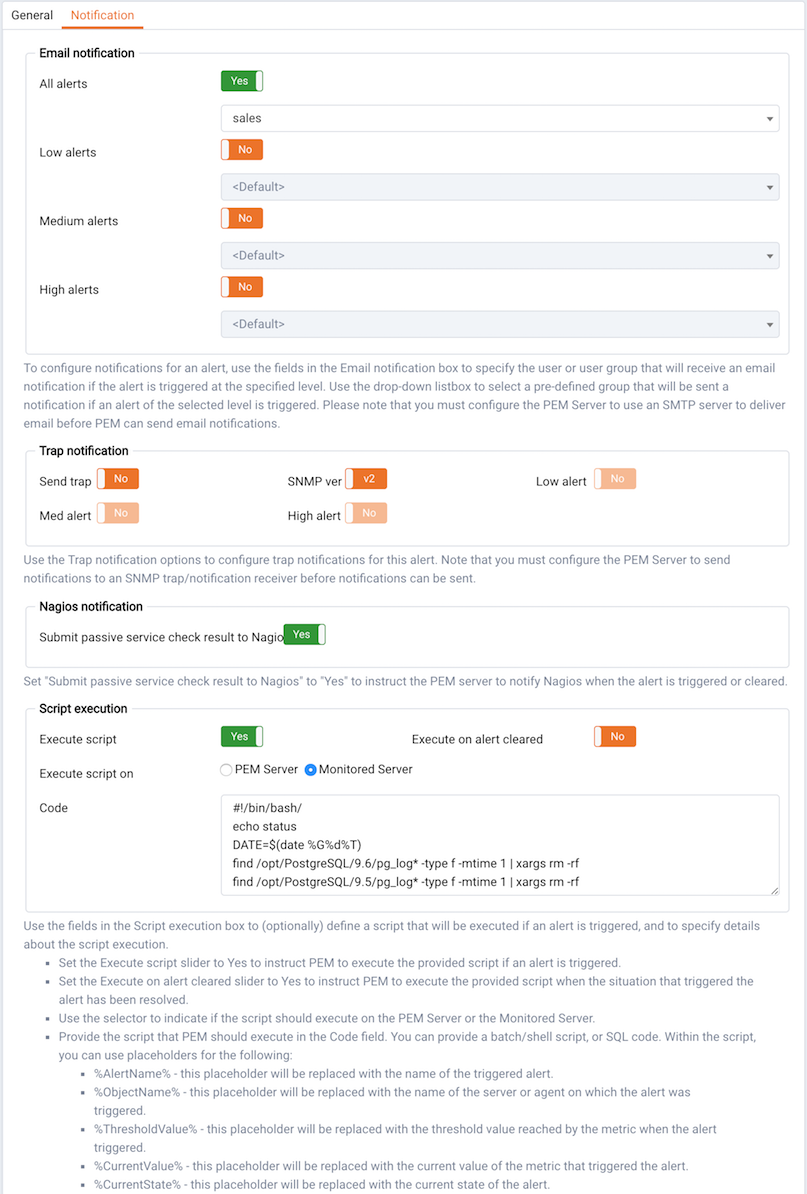 General Notification
Email notification
All alerts Yes
sales
Low alerts No
<Default>
Medium alerts No
<Default>
High alerts No
<Default>
To configure notifications for an alert, use the fields in the Email notification box to specify the user or user group that will receive an email
notification if the alert is triggered at the specified level. Use the drop-down listbox to select a pre-defined group that will be sent a
notification if an alert of the selected level is triggered. Please note that you must configure the PEM Server to use an SMTP server to deliver
email before PEM can send email notifications.
Trap notification
Send trap No SNMP ver v2 Low alert No
Med alert No High alert No
Use the Trap notification options to configure trap notifications for this alert. Note that you must configure the PEM Server to send
notifications to an SNMP trap/notification receiver before notifications can be sent.
Nagios notification
Submit passive service check result to Nagio Yes
Set "Submit passive service check result to Nagios" to "Yes" to instruct the PEM server to notify Nagios when the alert is triggered or cleared.
Script execution
Execute script Yes Execute on alert cleared No
Execute script on PEM Server Monitored Server
Code #!/bin/bash/
echo status
DATE=$(date %G%d%T)
find /opt/PostgreSQL/9.6/pg_log* -type f -mtime 1 | xargs rm -rf
find /opt/PostgreSQL/9.5/pg_log* -type f -mtime 1 | xargs rm -rf
Use the fields in the Script execution box to (optionally) define a script that will be executed if an alert is triggered, and to specify details
about the script execution.
▪ Set the Execute script slider to Yes to instruct PEM to execute the provided script if an alert is triggered.
▪ Set the Execute on alert cleared slider to Yes to instruct PEM to execute the provided script when the situation that triggered the
alert has been resolved.
▪ Use the selector to indicate if the script should execute on the PEM Server or the Monitored Server.
▪ Provide the script that PEM should execute in the Code field. You can provide a batch/shell script, or SQL code. Within the script,
you can use placeholders for the following:
▪ %AlertName% - this placeholder will be replaced with the name of the triggered alert.
▪ %ObjectName% - this placeholder will be replaced with the name of the server or agent on which the alert was
triggered.
▪ %ThresholdValue% - this placeholder will be replaced with the threshold value reached by the metric when the alert
triggered.
▪ %CurrentValue% - this placeholder will be replaced with the current value of the metric that triggered the alert.
▪ %CurrentState% - this placeholder will be replaced with the current state of the alert.